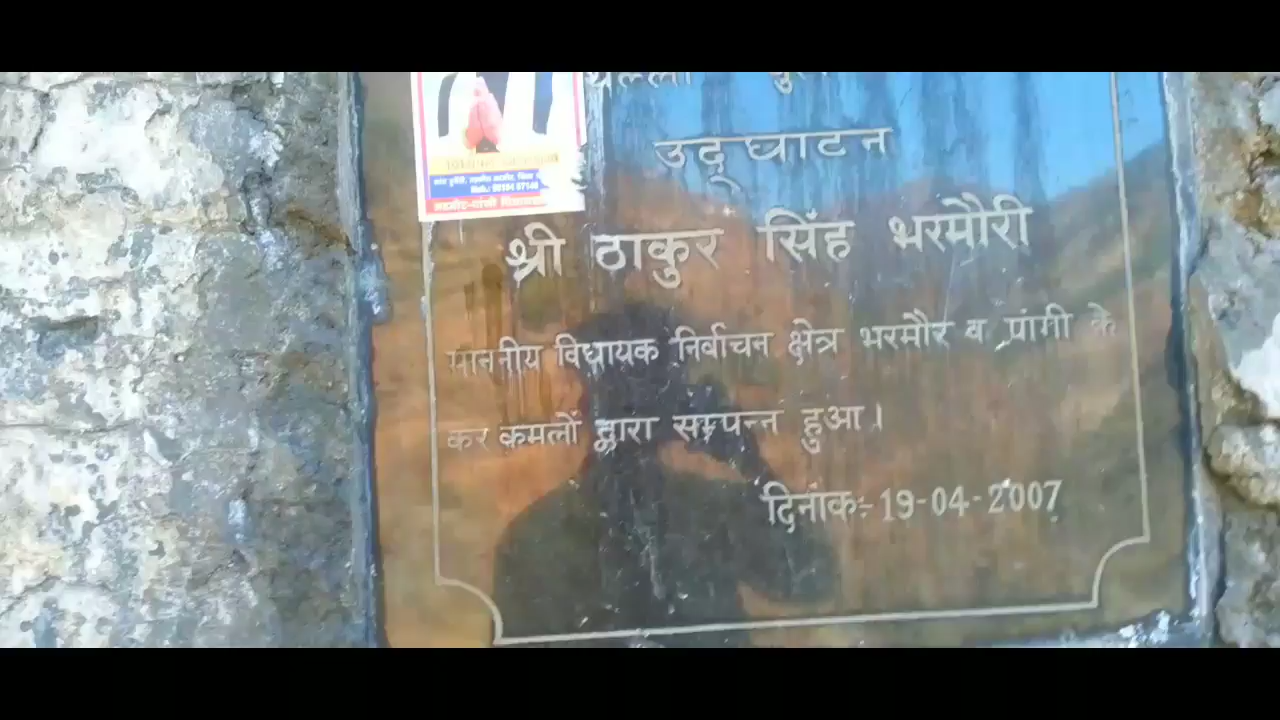 उद्घाटन
श्री ठाकुर सिंह भरमौरी
माननीय विधायक निर्वाचन क्षेत्र भरमौर व पांगी के
कर कमलों द्वारा सम्पन्न हुआ।
दिनांक:- 19-04-2007